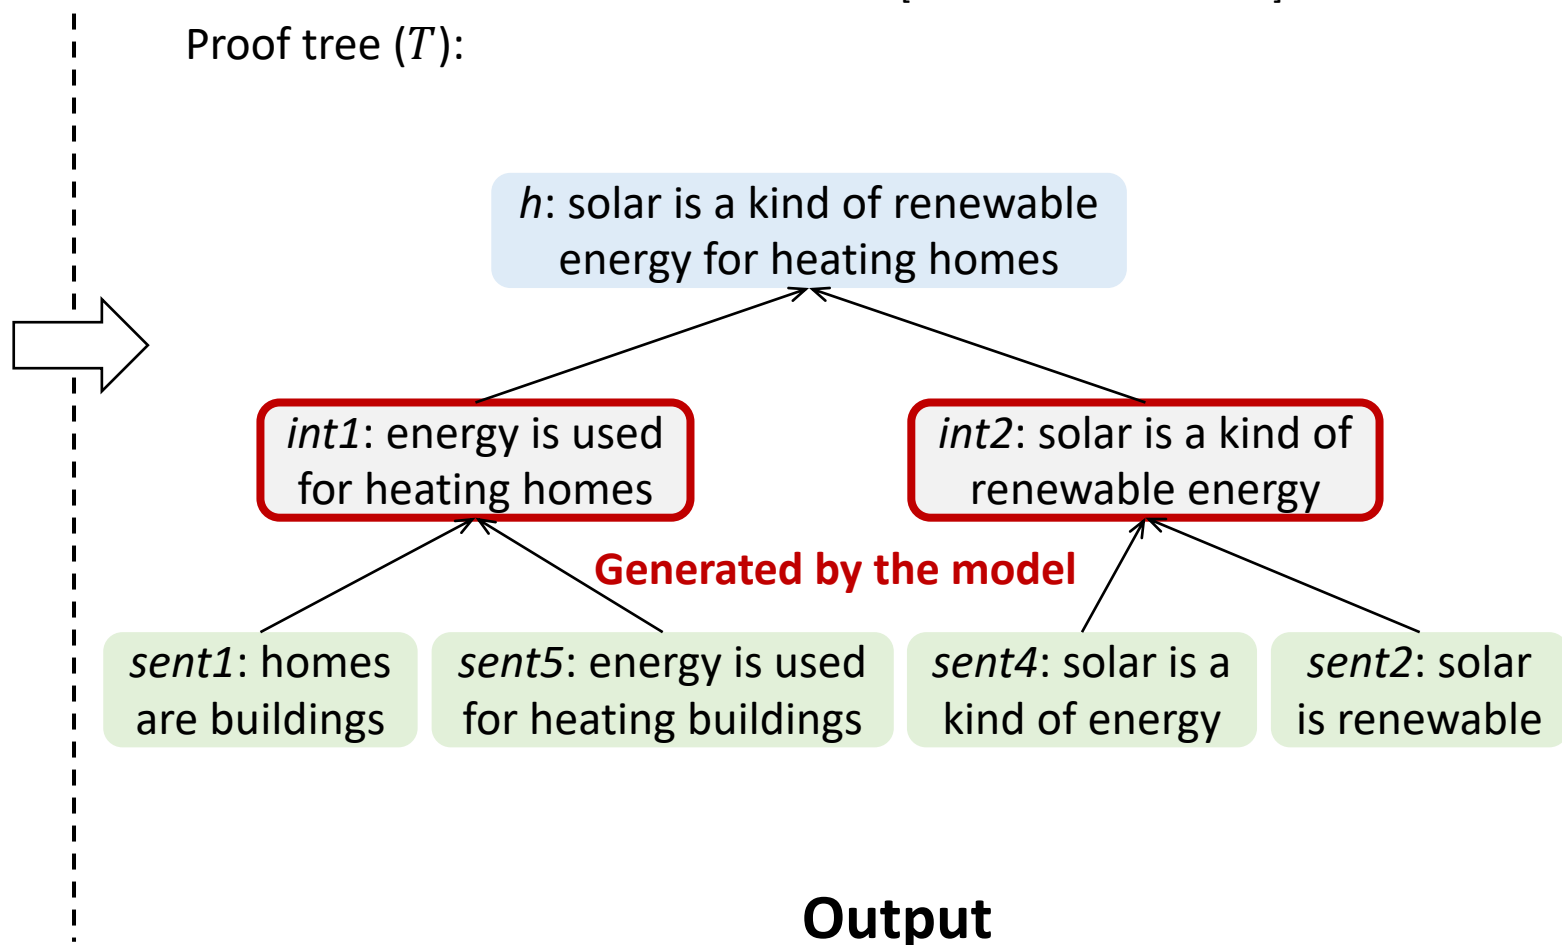 Proof tree (T):
h: solar is a kind of renewable
energy for heating homes
int1: energy is used
for heating homes
int2: solar is a kind of
renewable energy
Generated by the model
sent1: homes
are buildings
sent5: energy is used
for heating buildings
sent4: solar is a
kind of energy
sent2: solar
is renewable
Output